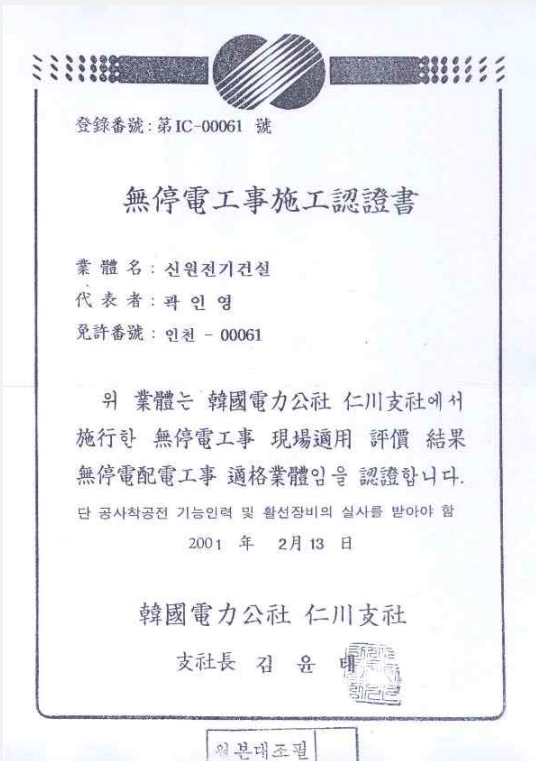 登錄番號 : 第 IC-00061 號
無停電工事施工認證書
業 體 名 : 신원전기건설
代 表 者 : 곽 인 영
免許番號 : 인천 - 00061
위 業體는 韓國電力公社 仁川支社에서
施行한 無停電工事 現場適用 評價 結果
無停電配電工事 適格業體임을 認證합니다.
단 공사착공전 기능인력 및 활선장비의 실사를 받아야 함
2001 年 2月 13 日
韓國電力公社 仁川支社
支社長 김 윤 태
원본대조필